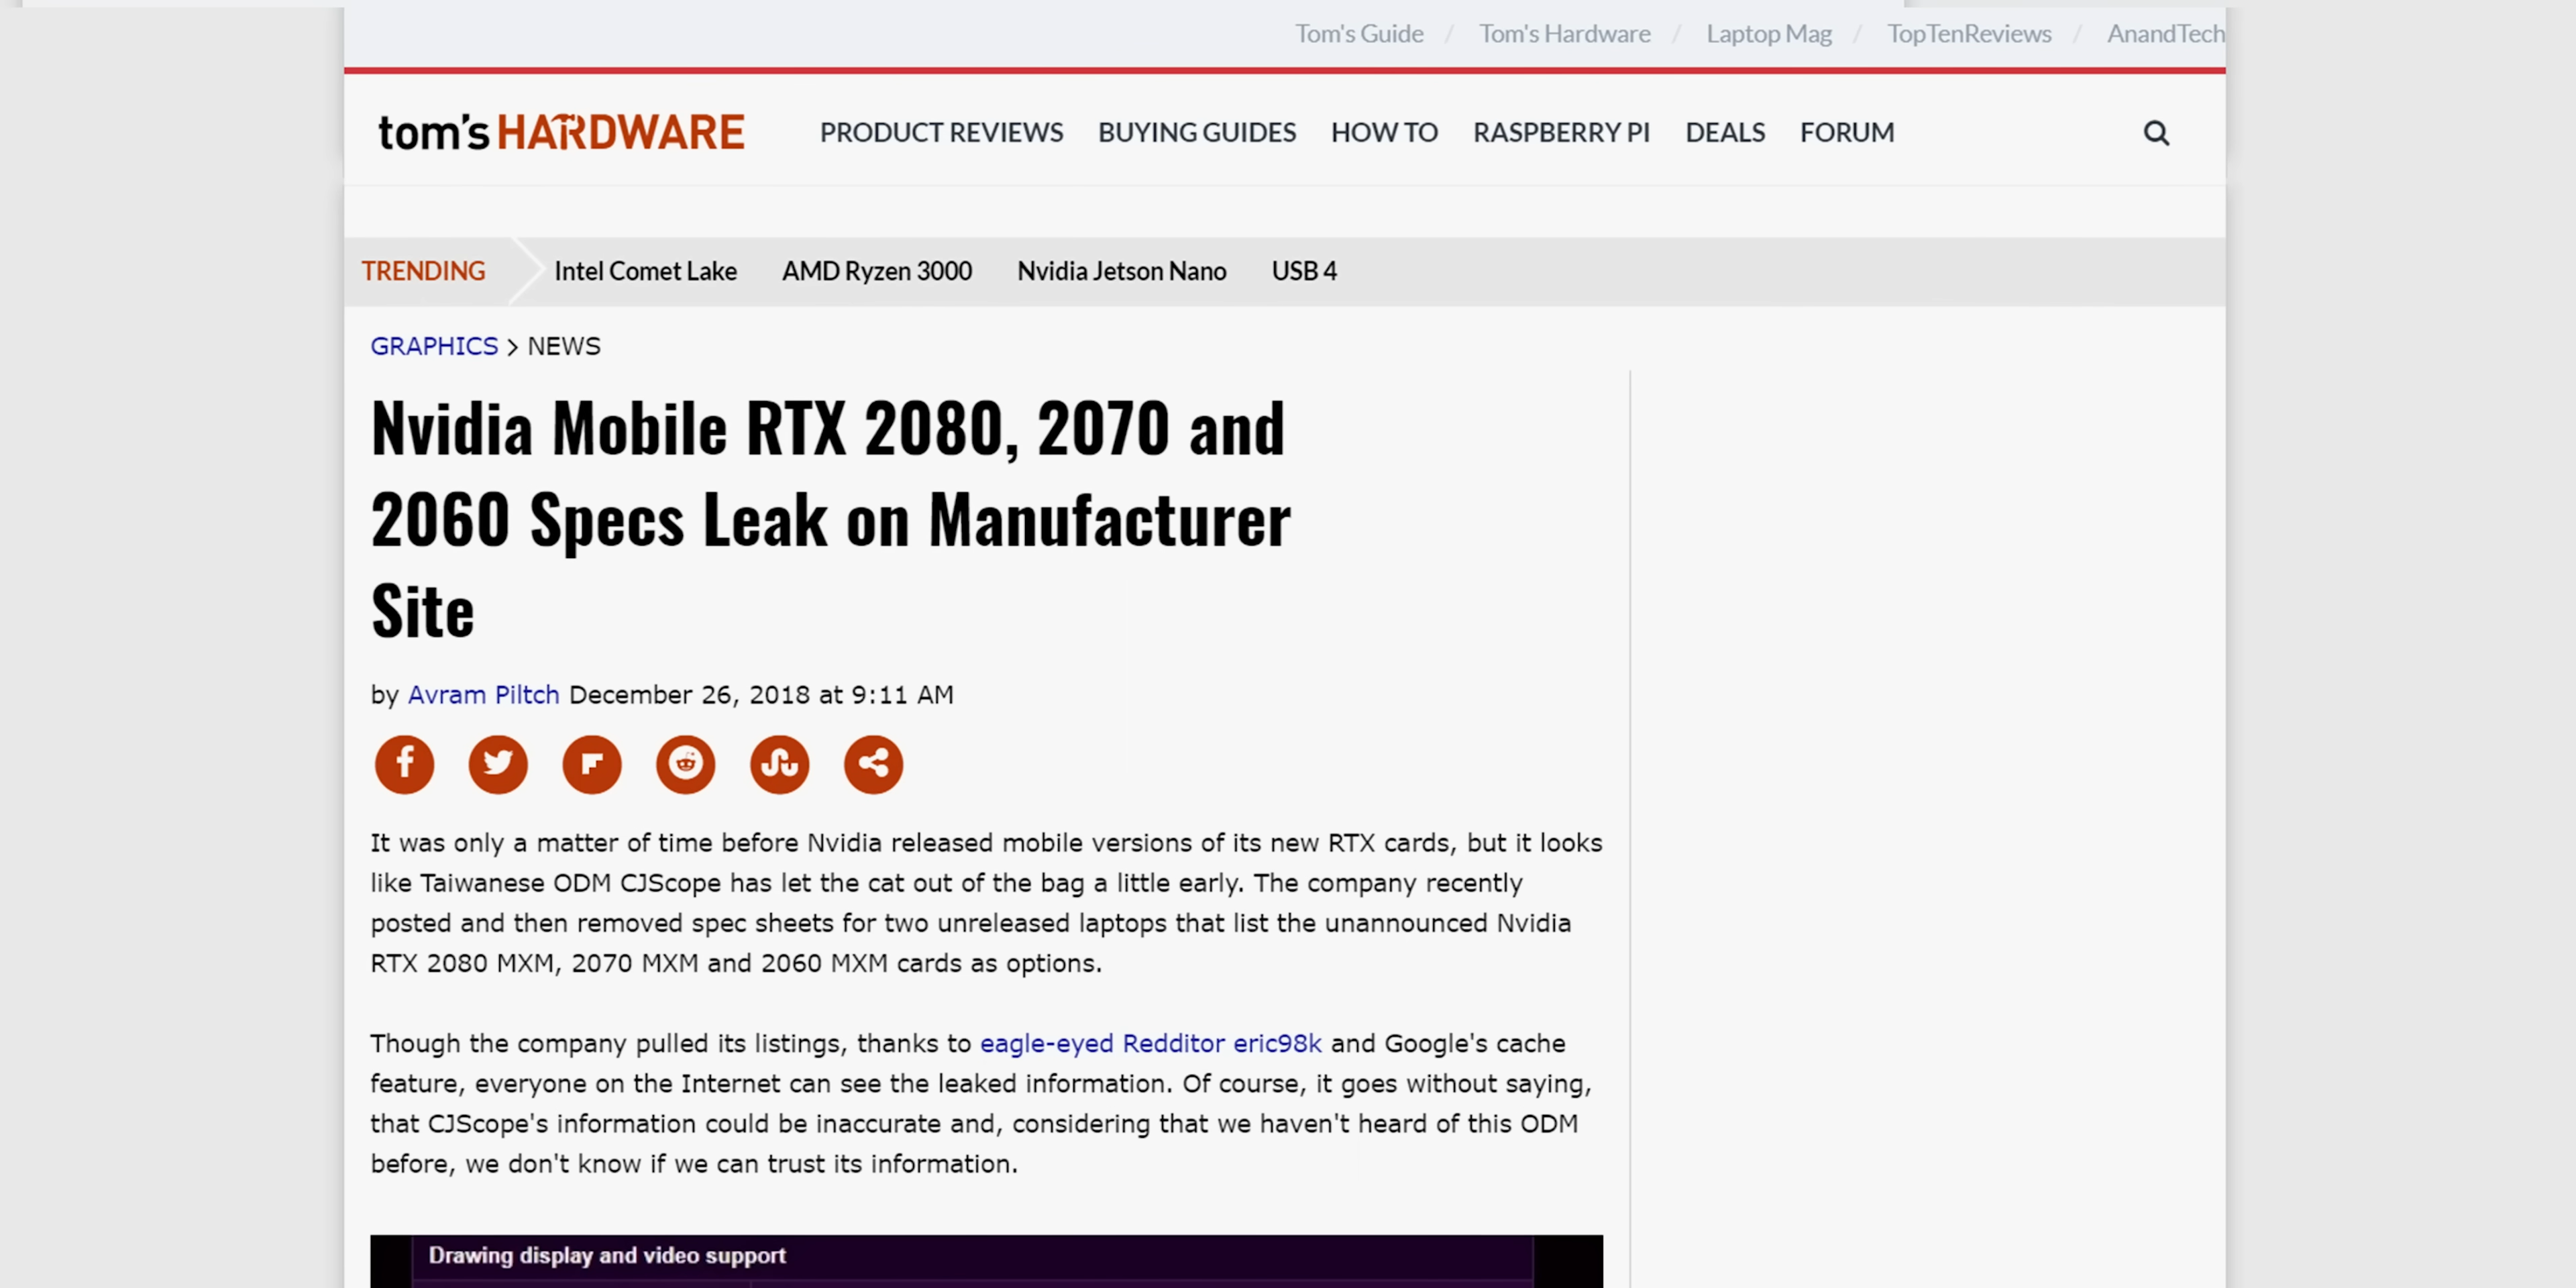 Tom's Guide / Tom's Hardware / Laptop Mag / TopTenReviews / AnandTech
tom's HARDWARE PRODUCT REVIEWS BUYING GUIDES HOW TO RASPBERRY PI DEALS FORUM
TRENDING Intel Comet Lake AMD Ryzen 3000 Nvidia Jetson Nano USB 4
GRAPHICS > NEWS
Nvidia Mobile RTX 2080, 2070 and
2060 Specs Leak on Manufacturer
Site
by Avram Piltch December 26, 2018 at 9:11 AM
It was only a matter of time before Nvidia released mobile versions of its new RTX cards, but it looks
like Taiwanese ODM CJScope has let the cat out of the bag a little early. The company recently
posted and then removed spec sheets for two unreleased laptops that list the unannounced Nvidia
RTX 2080 MXM, 2070 MXM and 2060 MXM cards as options.
Though the company pulled its listings, thanks to eagle-eyed Redditor eric98k and Google's cache
feature, everyone on the Internet can see the leaked information. Of course, it goes without saying,
that CJScope's information could be inaccurate and, considering that we haven't heard of this ODM
before, we don't know if we can trust its information.
Drawing display and video support